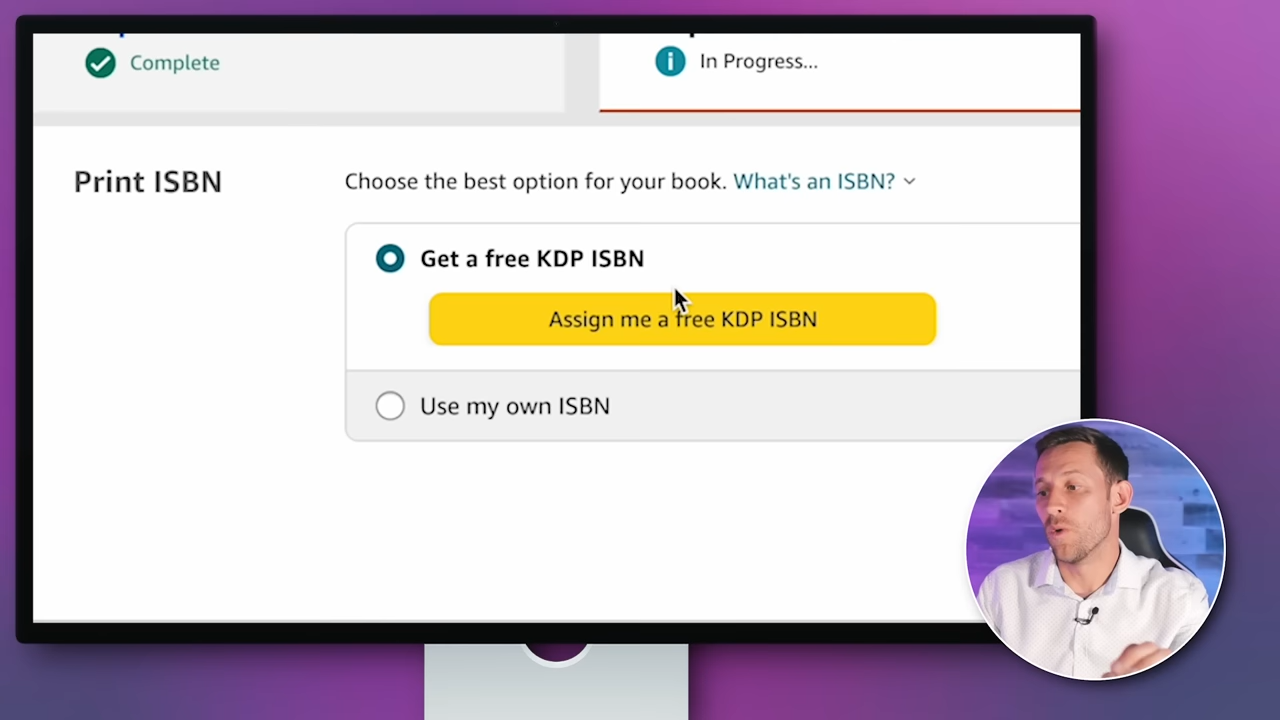 Complete
In Progress...
Print ISBN
Choose the best option for your book. What's an ISBN?
Get a free KDP ISBN
Assign me a free KDP ISBN
Use my own ISBN